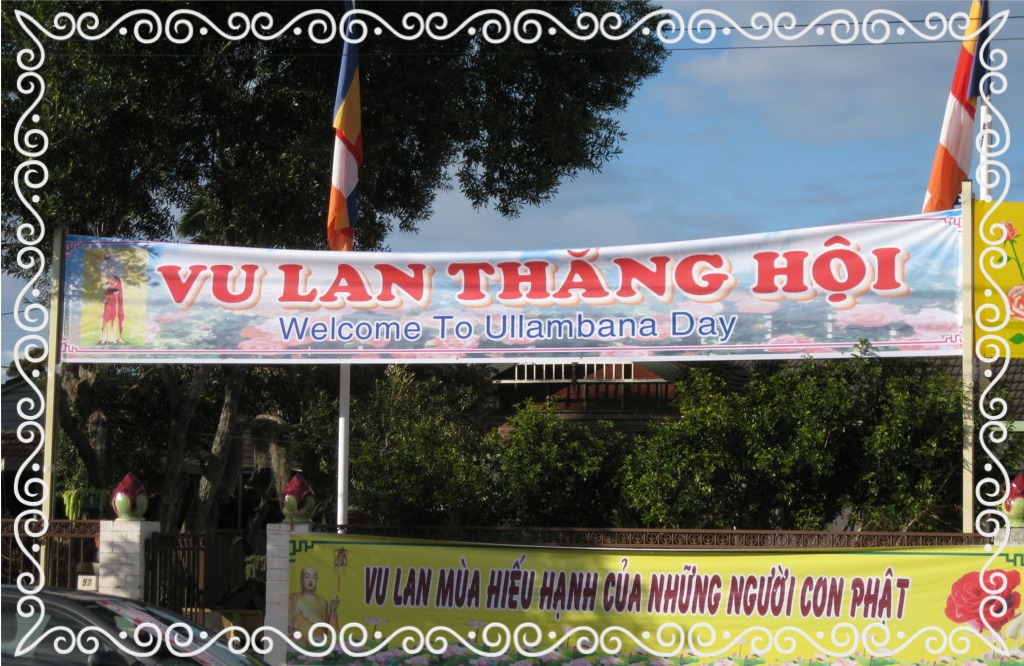 VU LAN THẮNG HỘI
Welcome To Ullambana Day
VU LAN MÙA HIẾU HẠNH CỦA NHỮNG NGƯỜI CON PHẬT